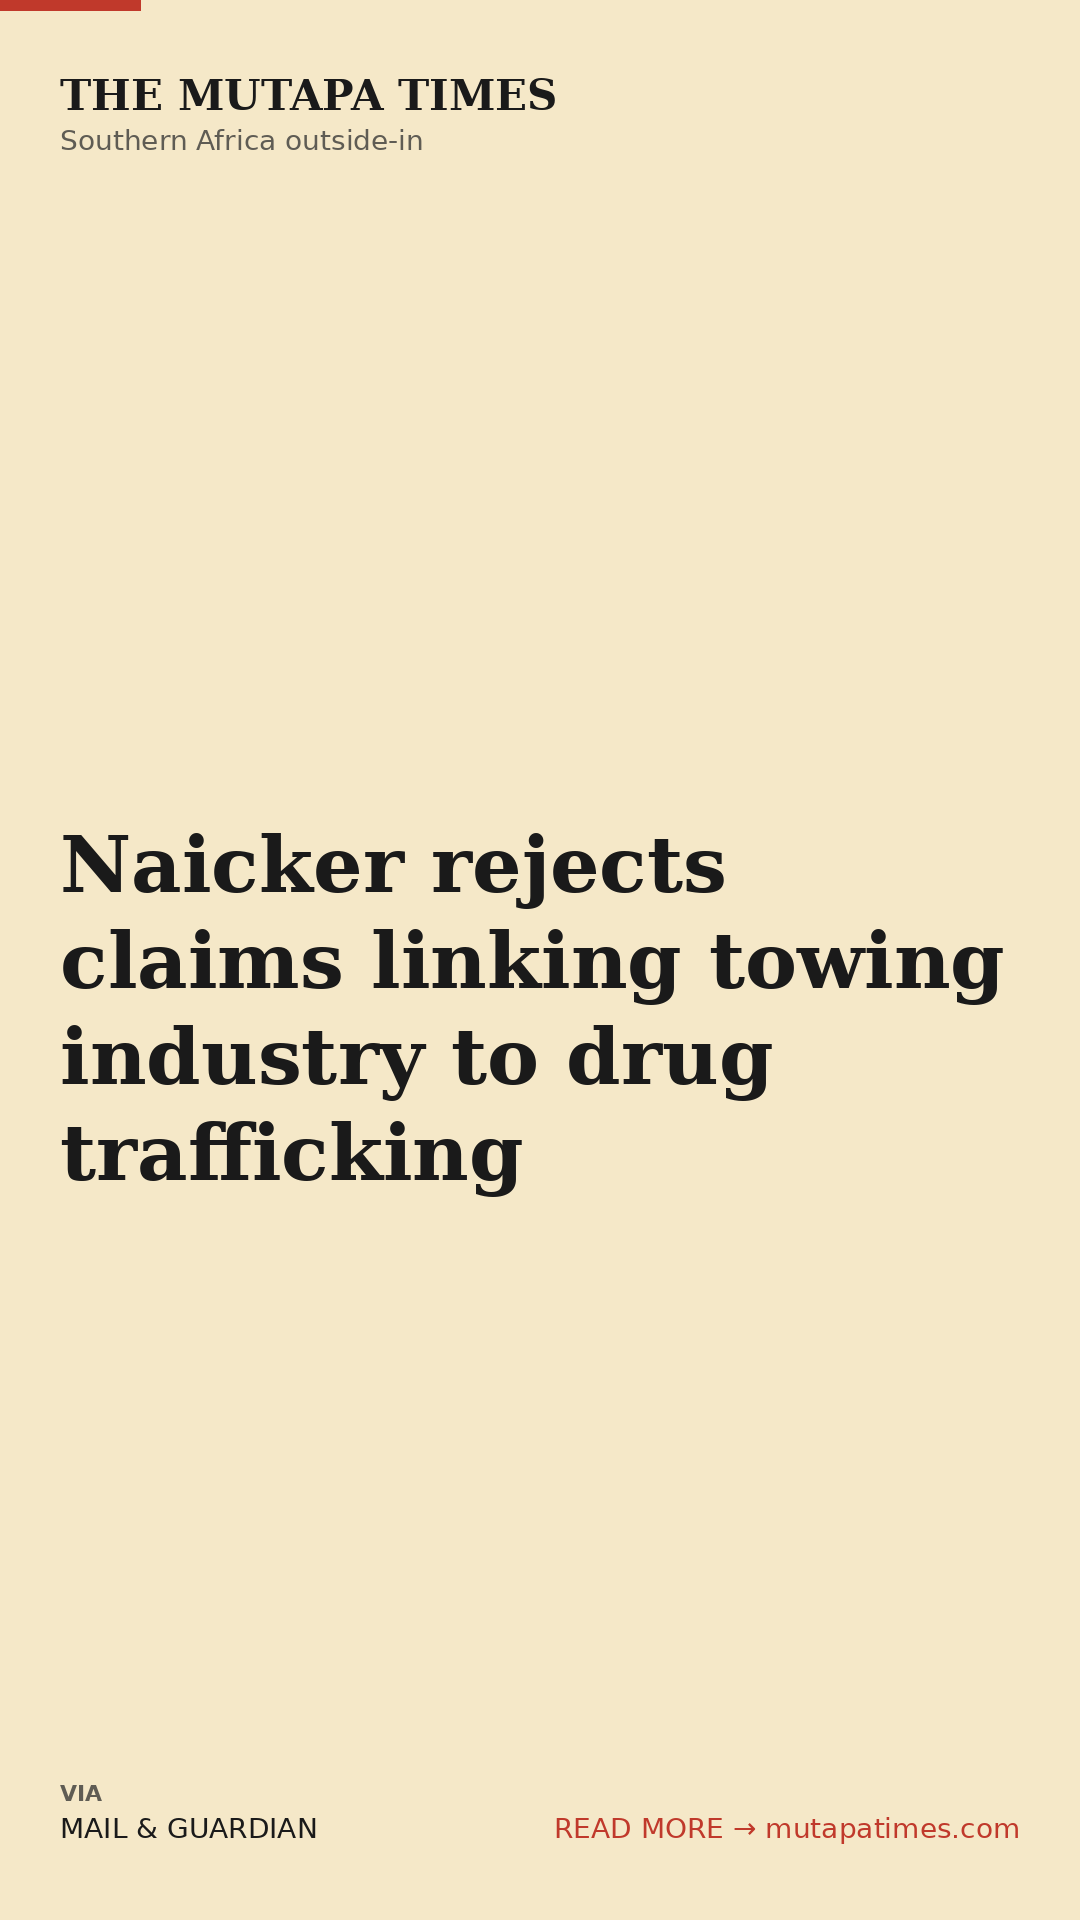 THE MUTAPA TIMES
Southern Africa outside-in
Naicker rejects
claims linking towing
industry to drug
trafficking
VIA
MAIL & GUARDIAN
READ MORE → mutapatimes.com